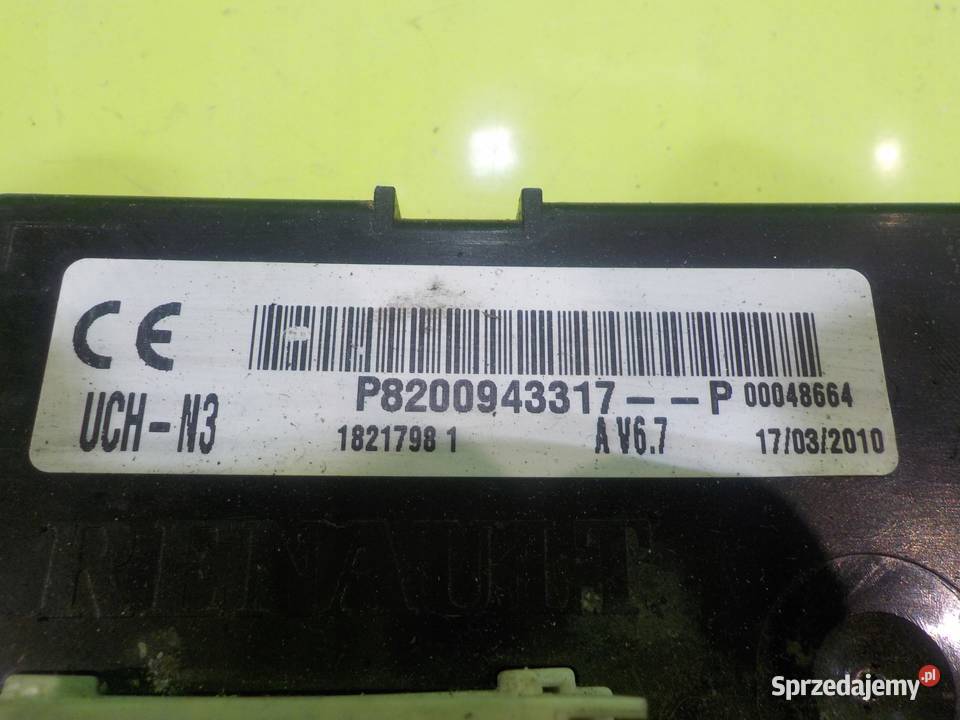 CE
P8200943317--P 00048664
UCH-N3
1821798 1 A V6.7 17/03/2010
RENAULT
Sprzedajemy.pl